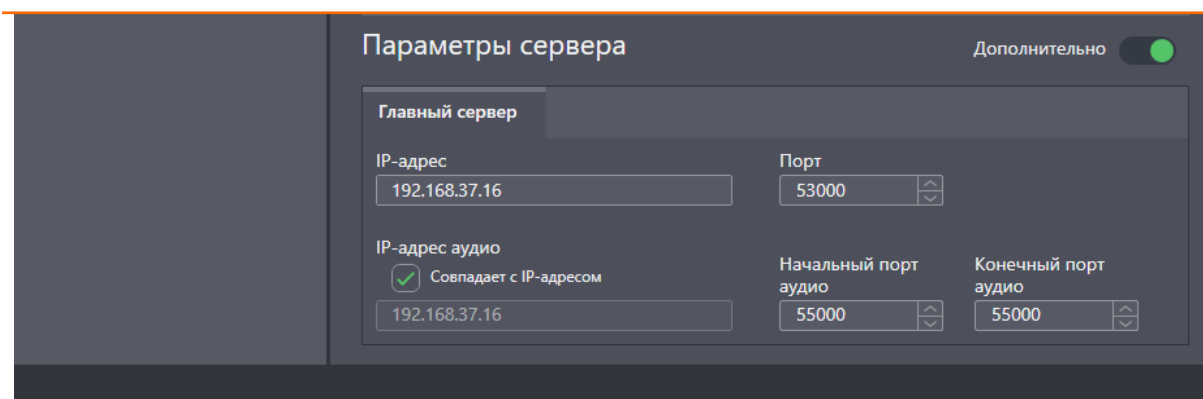 Параметры сервера
Дополнительно
Главный сервер
IP-адрес
Порт
192.168.37.16
53000
IP-адрес аудио
Совпадает с IP-адресом
Начальный порт
аудио
Конечный порт
аудио
192.168.37.16
55000
55000